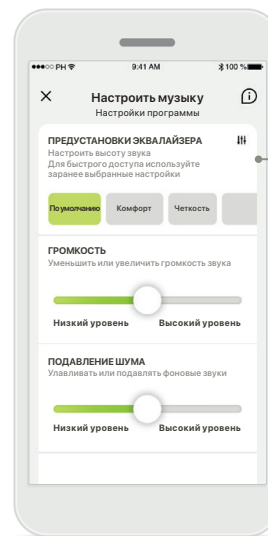 PH 9:41 AM 100 %
Настроить музыку
Настройки программы
ПРЕДУСТАНОВКИ ЭКВАЛАЙЗЕРА
Настроить высоту звука
Для быстрого доступа используйте
заранее выбранные настройки
По умолчанию Комфорт Четкость
ГРОМКОСТЬ
Уменьшить или увеличить громкость звука
Низкий уровень Высокий уровень
ПОДАВЛЕНИЕ ШУМА
Улавливать или подавлять фоновые звуки
Низкий уровень Высокий уровень